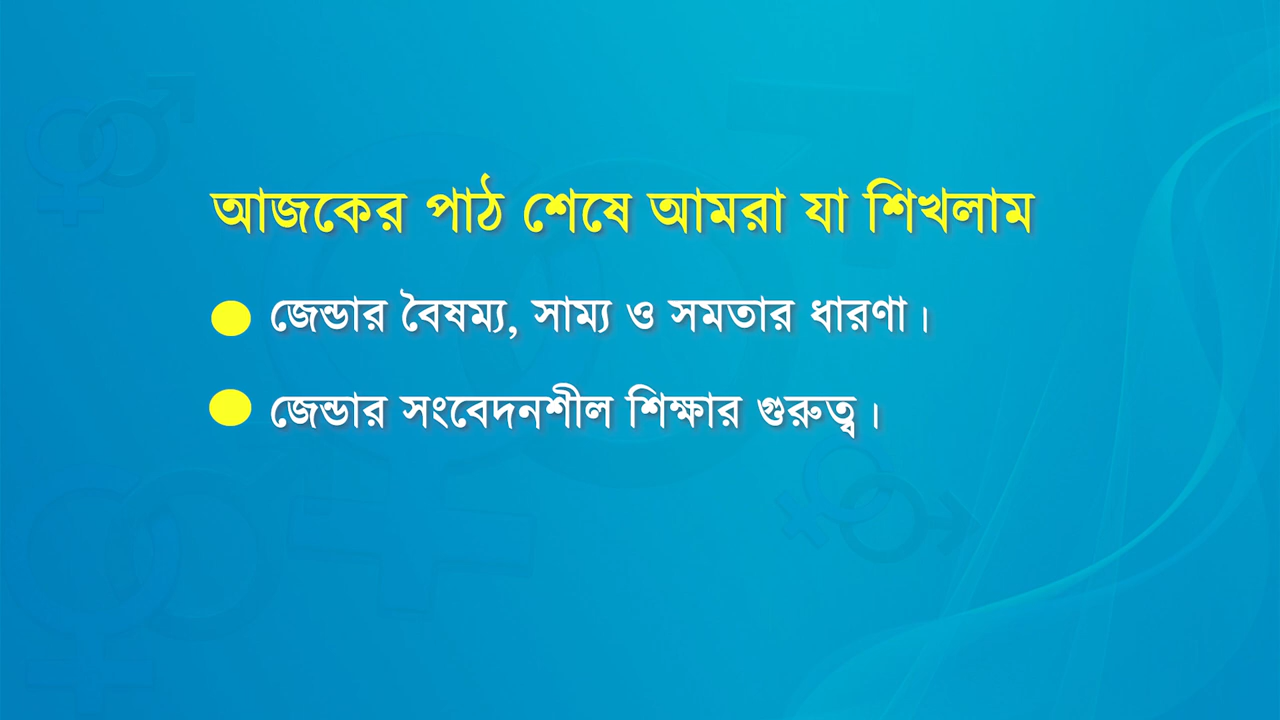 আজকের পাঠ শেষে আমরা যা শিখলাম
জেন্ডার বৈষম্য, সাম্য ও সমতার ধারণা।
জেন্ডার সংবেদনশীল শিক্ষার গুরুত্ব।